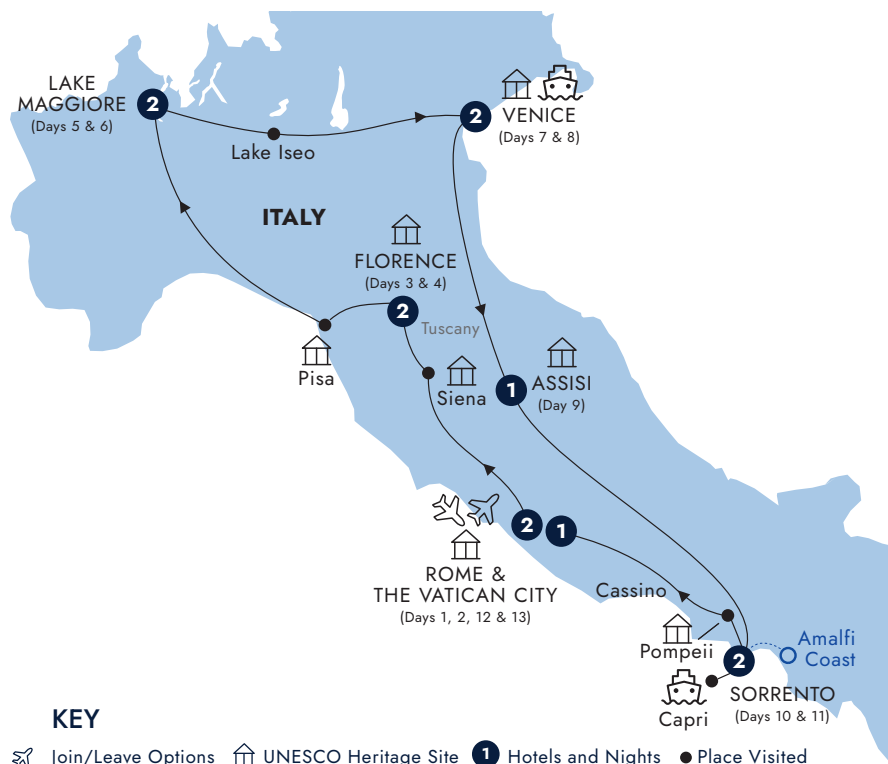 LAKE
MAGGIORE
(Days 5 & 6)
2
Lake Iseo
2
VENICE
(Days 7 & 8)
ITALY
FLORENCE
(Days 3 & 4)
2
Tuscany
Pisa
Siena
1
ASSISI
(Day 9)
2
1
ROME &
THE VATICAN CITY
(Days 1, 2, 12 & 13)
Cassino
Pompeii
Amalfi
Coast
2
Capri
SORRENTO
(Days 10 & 11)
KEY
Join/Leave Options UNESCO Heritage Site 1 Hotels and Nights Place Visited